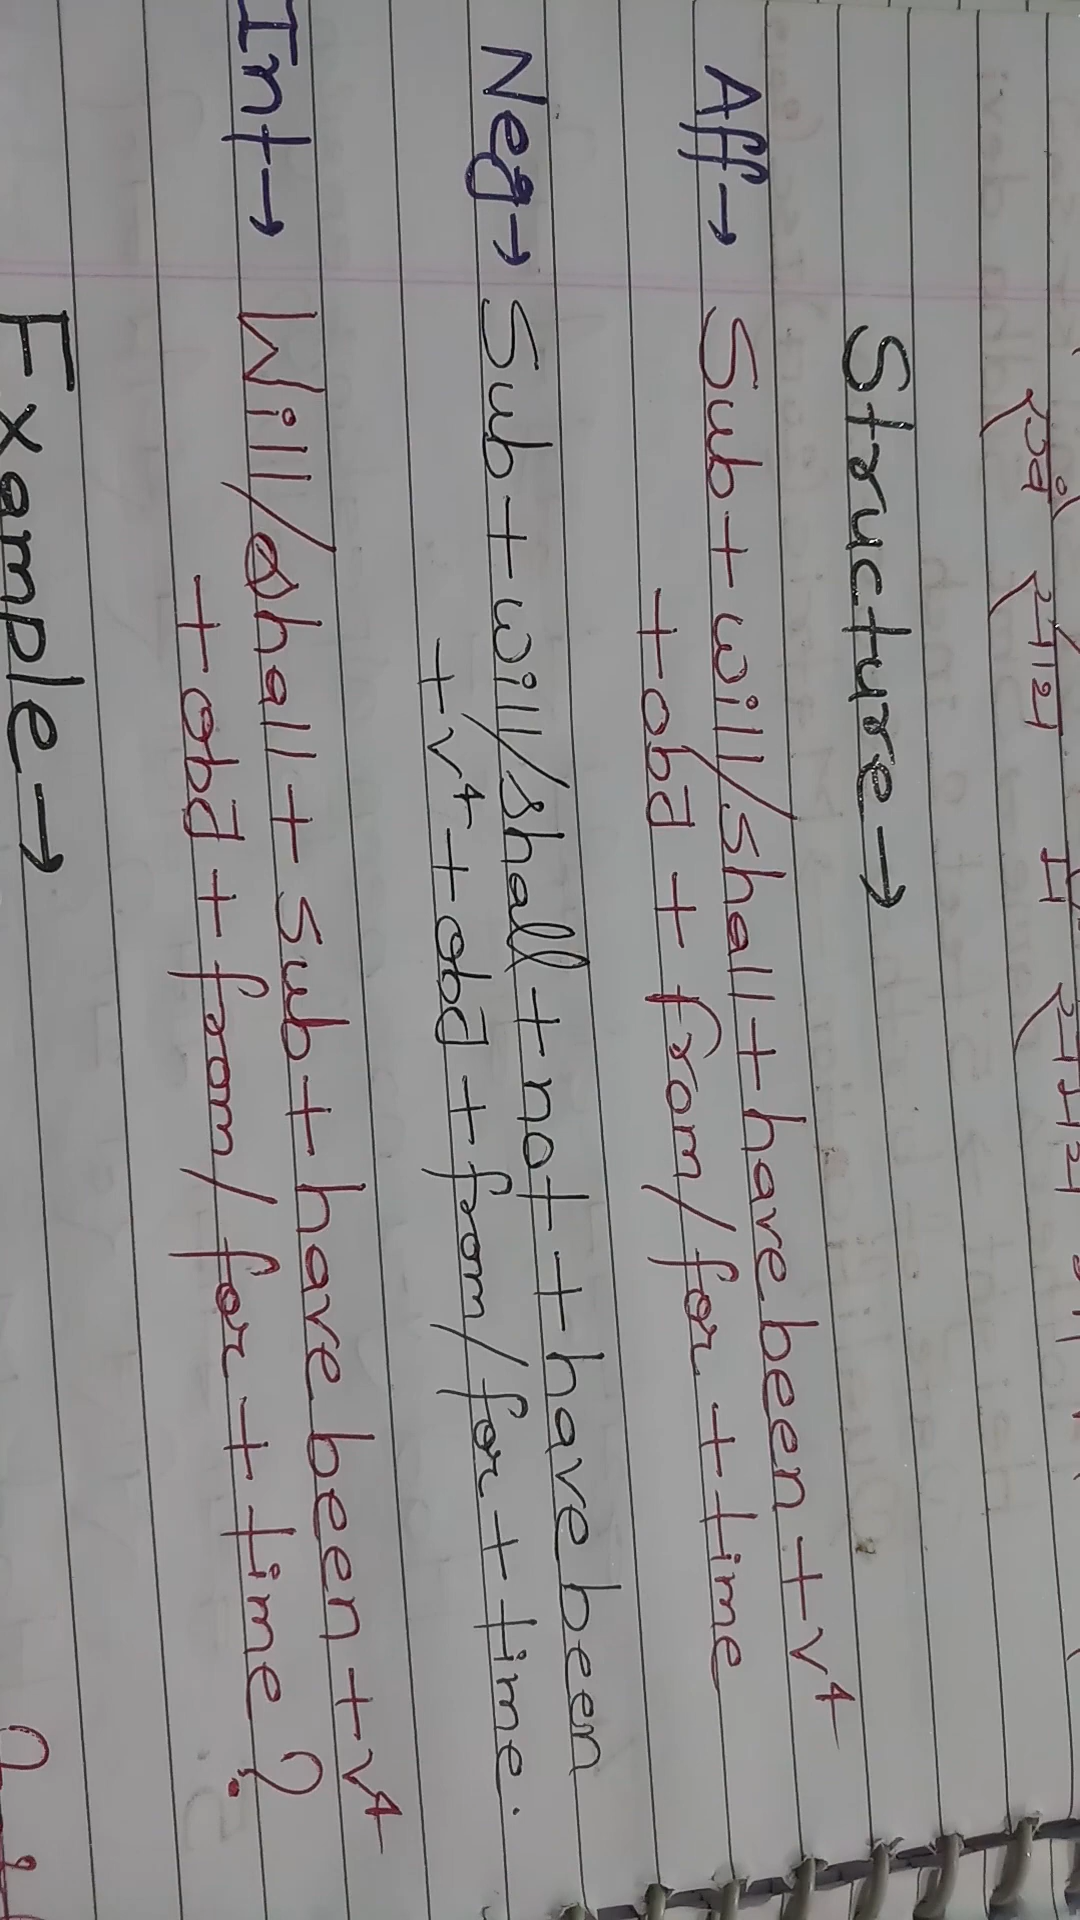 Structure→
Aff→ Sub+will/shall+have been+v⁴
+obj+from/for+time
Neg→ Sub+will/shall+not+have been
+v⁴+obj+from/for+time.
Int→ Will/shall+Sub+have been+v⁴
+obj+from/for+time?
Example→